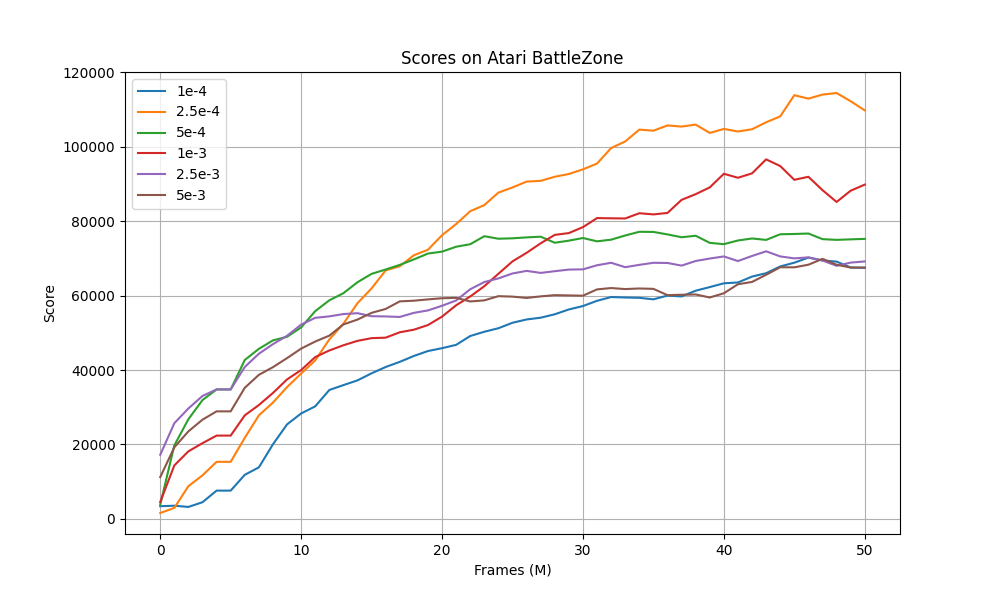 Scores on Atari BattleZone
120000
100000
80000
60000
40000
20000
0
Score
1e-4
2.5e-4
5e-4
1e-3
2.5e-3
5e-3
0 10 20 30 40 50
Frames (M)